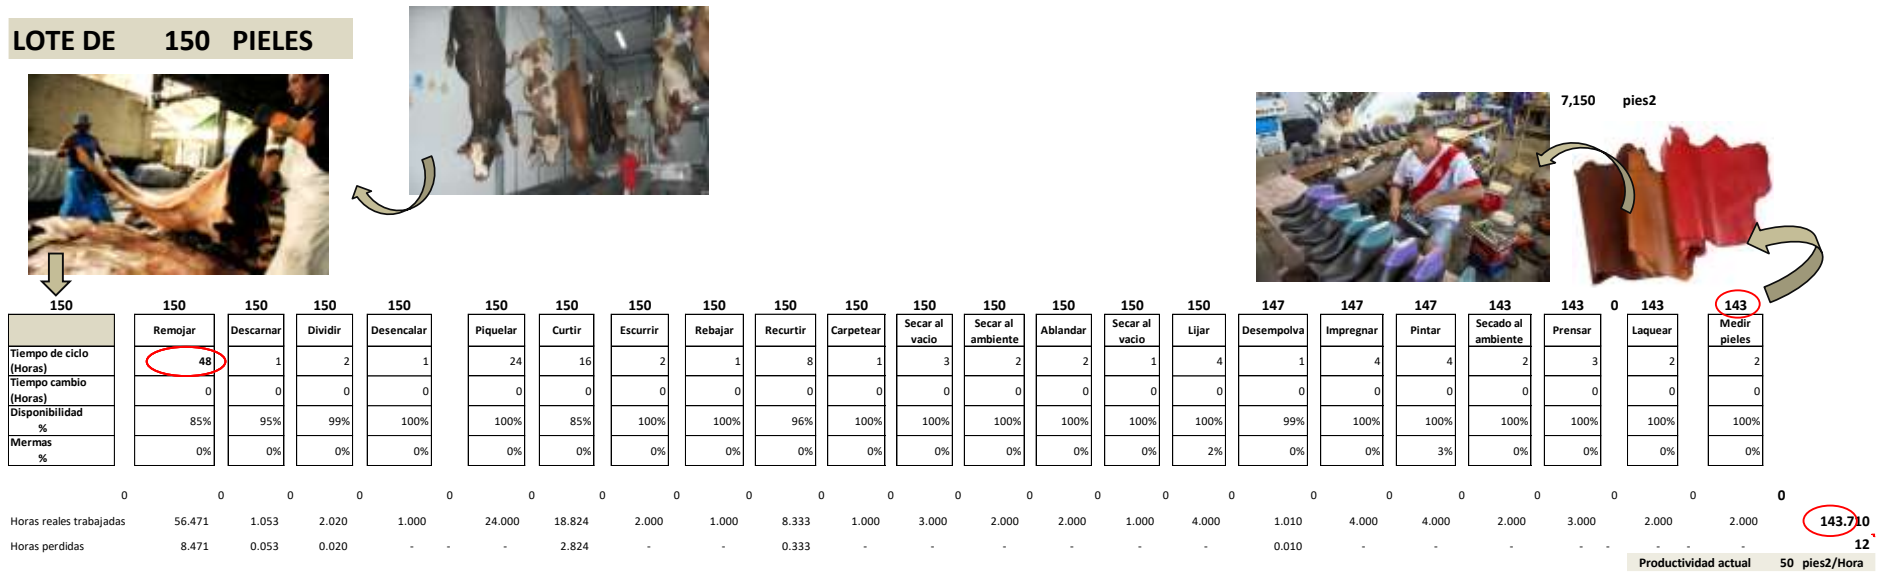 LOTE DE 150 PIELES
7,150 pies2
150 150 150 150 150 150 150 150 150 150 150 150 150 150 150 150 147 147 147 143 143 0 143 143
Remojar Descarnar Dividir Desencalar Piquelar Curtir Escurrir Rebajar Recurtir Carpetear Secar al vacio Secar al ambiente Ablandar Secar al vacio Lijar Desempolva Impregnar Pintar Secado al ambiente Prensar Laquear Medir pieles
Tiempo de ciclo (Horas) 48 1 2 1 24 16 2 1 8 1 3 2 2 1 4 1 4 4 2 3 2 2
Tiempo cambio (Horas) 0 0 0 0 0 0 0 0 0 0 0 0 0 0 0 0 0 0 0 0 0 0
Disponibilidad % 85% 95% 99% 100% 100% 85% 100% 100% 96% 100% 100% 100% 100% 100% 100% 99% 100% 100% 100% 100% 100% 100%
Mermas % 0% 0% 0% 0% 0% 0% 0% 0% 0% 0% 0% 0% 0% 0% 2% 0% 0% 3% 0% 0% 0% 0%
0 0 0 0 0 0 0 0 0 0 0 0 0 0 0 0 0 0 0 0 0 0 0 0
Horas reales trabajadas 56.471 1.053 2.020 1.000 24.000 18.824 2.000 1.000 8.333 1.000 3.000 2.000 2.000 1.000 4.000 1.010 4.000 4.000 2.000 3.000 2.000 2.000 143.710
Horas perdidas 8.471 0.053 0.020 - - - 2.824 - - 0.333 - - - - - - 0.010 - - - - - - - - 12
Productividad actual 50 pies2/Hora